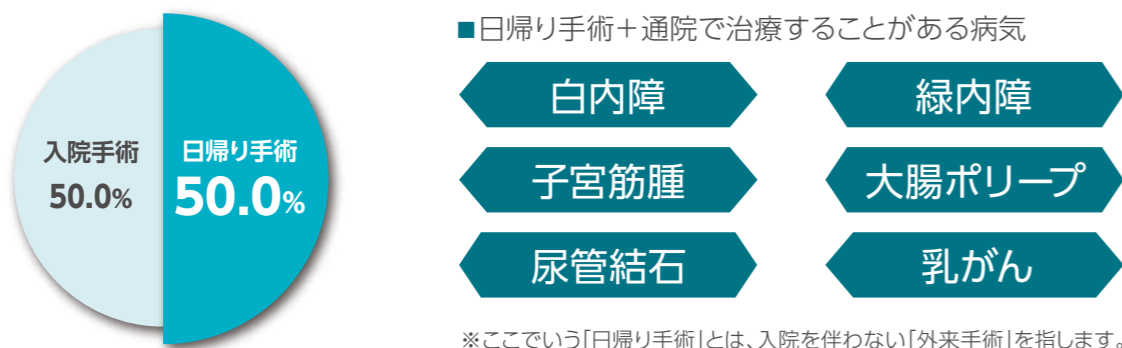 入院手術
50.0%
日帰り手術
50.0%
■日帰り手術＋通院で治療することがある病気
白内障
緑内障
子宮筋腫
大腸ポリープ
尿管結石
乳がん
※ここでいう「日帰り手術」とは、入院を伴わない「外来手術」を指します。